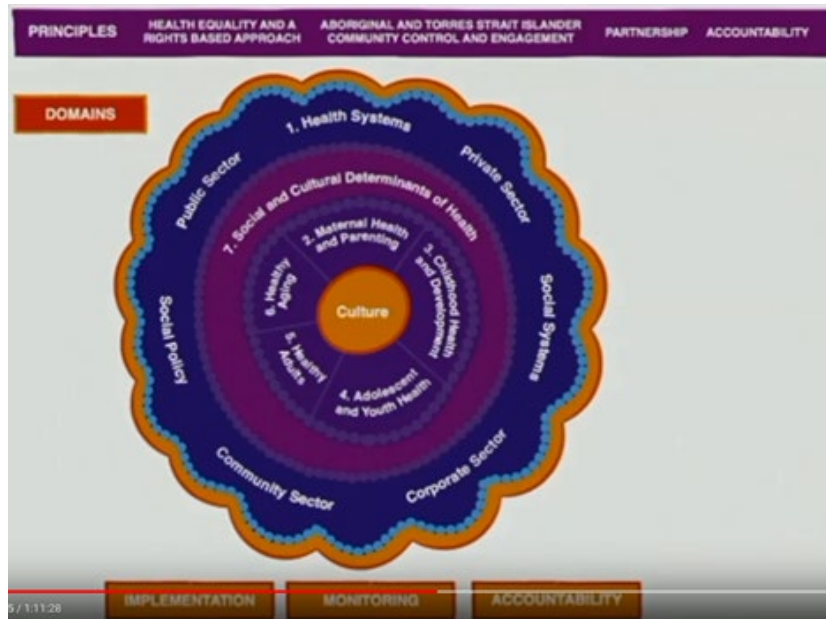 PRINCIPLES
HEALTH EQUALITY AND A
RIGHTS BASED APPROACH
ABORIGINAL AND TORRES STRAIT ISLANDER
COMMUNITY CONTROL AND ENGAGEMENT
PARTNERSHIP
ACCOUNTABILITY
DOMAINS
1. Health Systems
Private Sector
Social Systems
Corporate Sector
Community Sector
Social Policy
Public Sector
7. Social and Cultural Determinants of Health
2. Maternal Health
and Parenting
3. Childhood Health
and Development
4. Adolescent
and Youth Health
5. Healthy
Adults
6. Healthy
Aging
Culture
IMPLEMENTATION
MONITORING
ACCOUNTABILITY
5 / 1:11:28